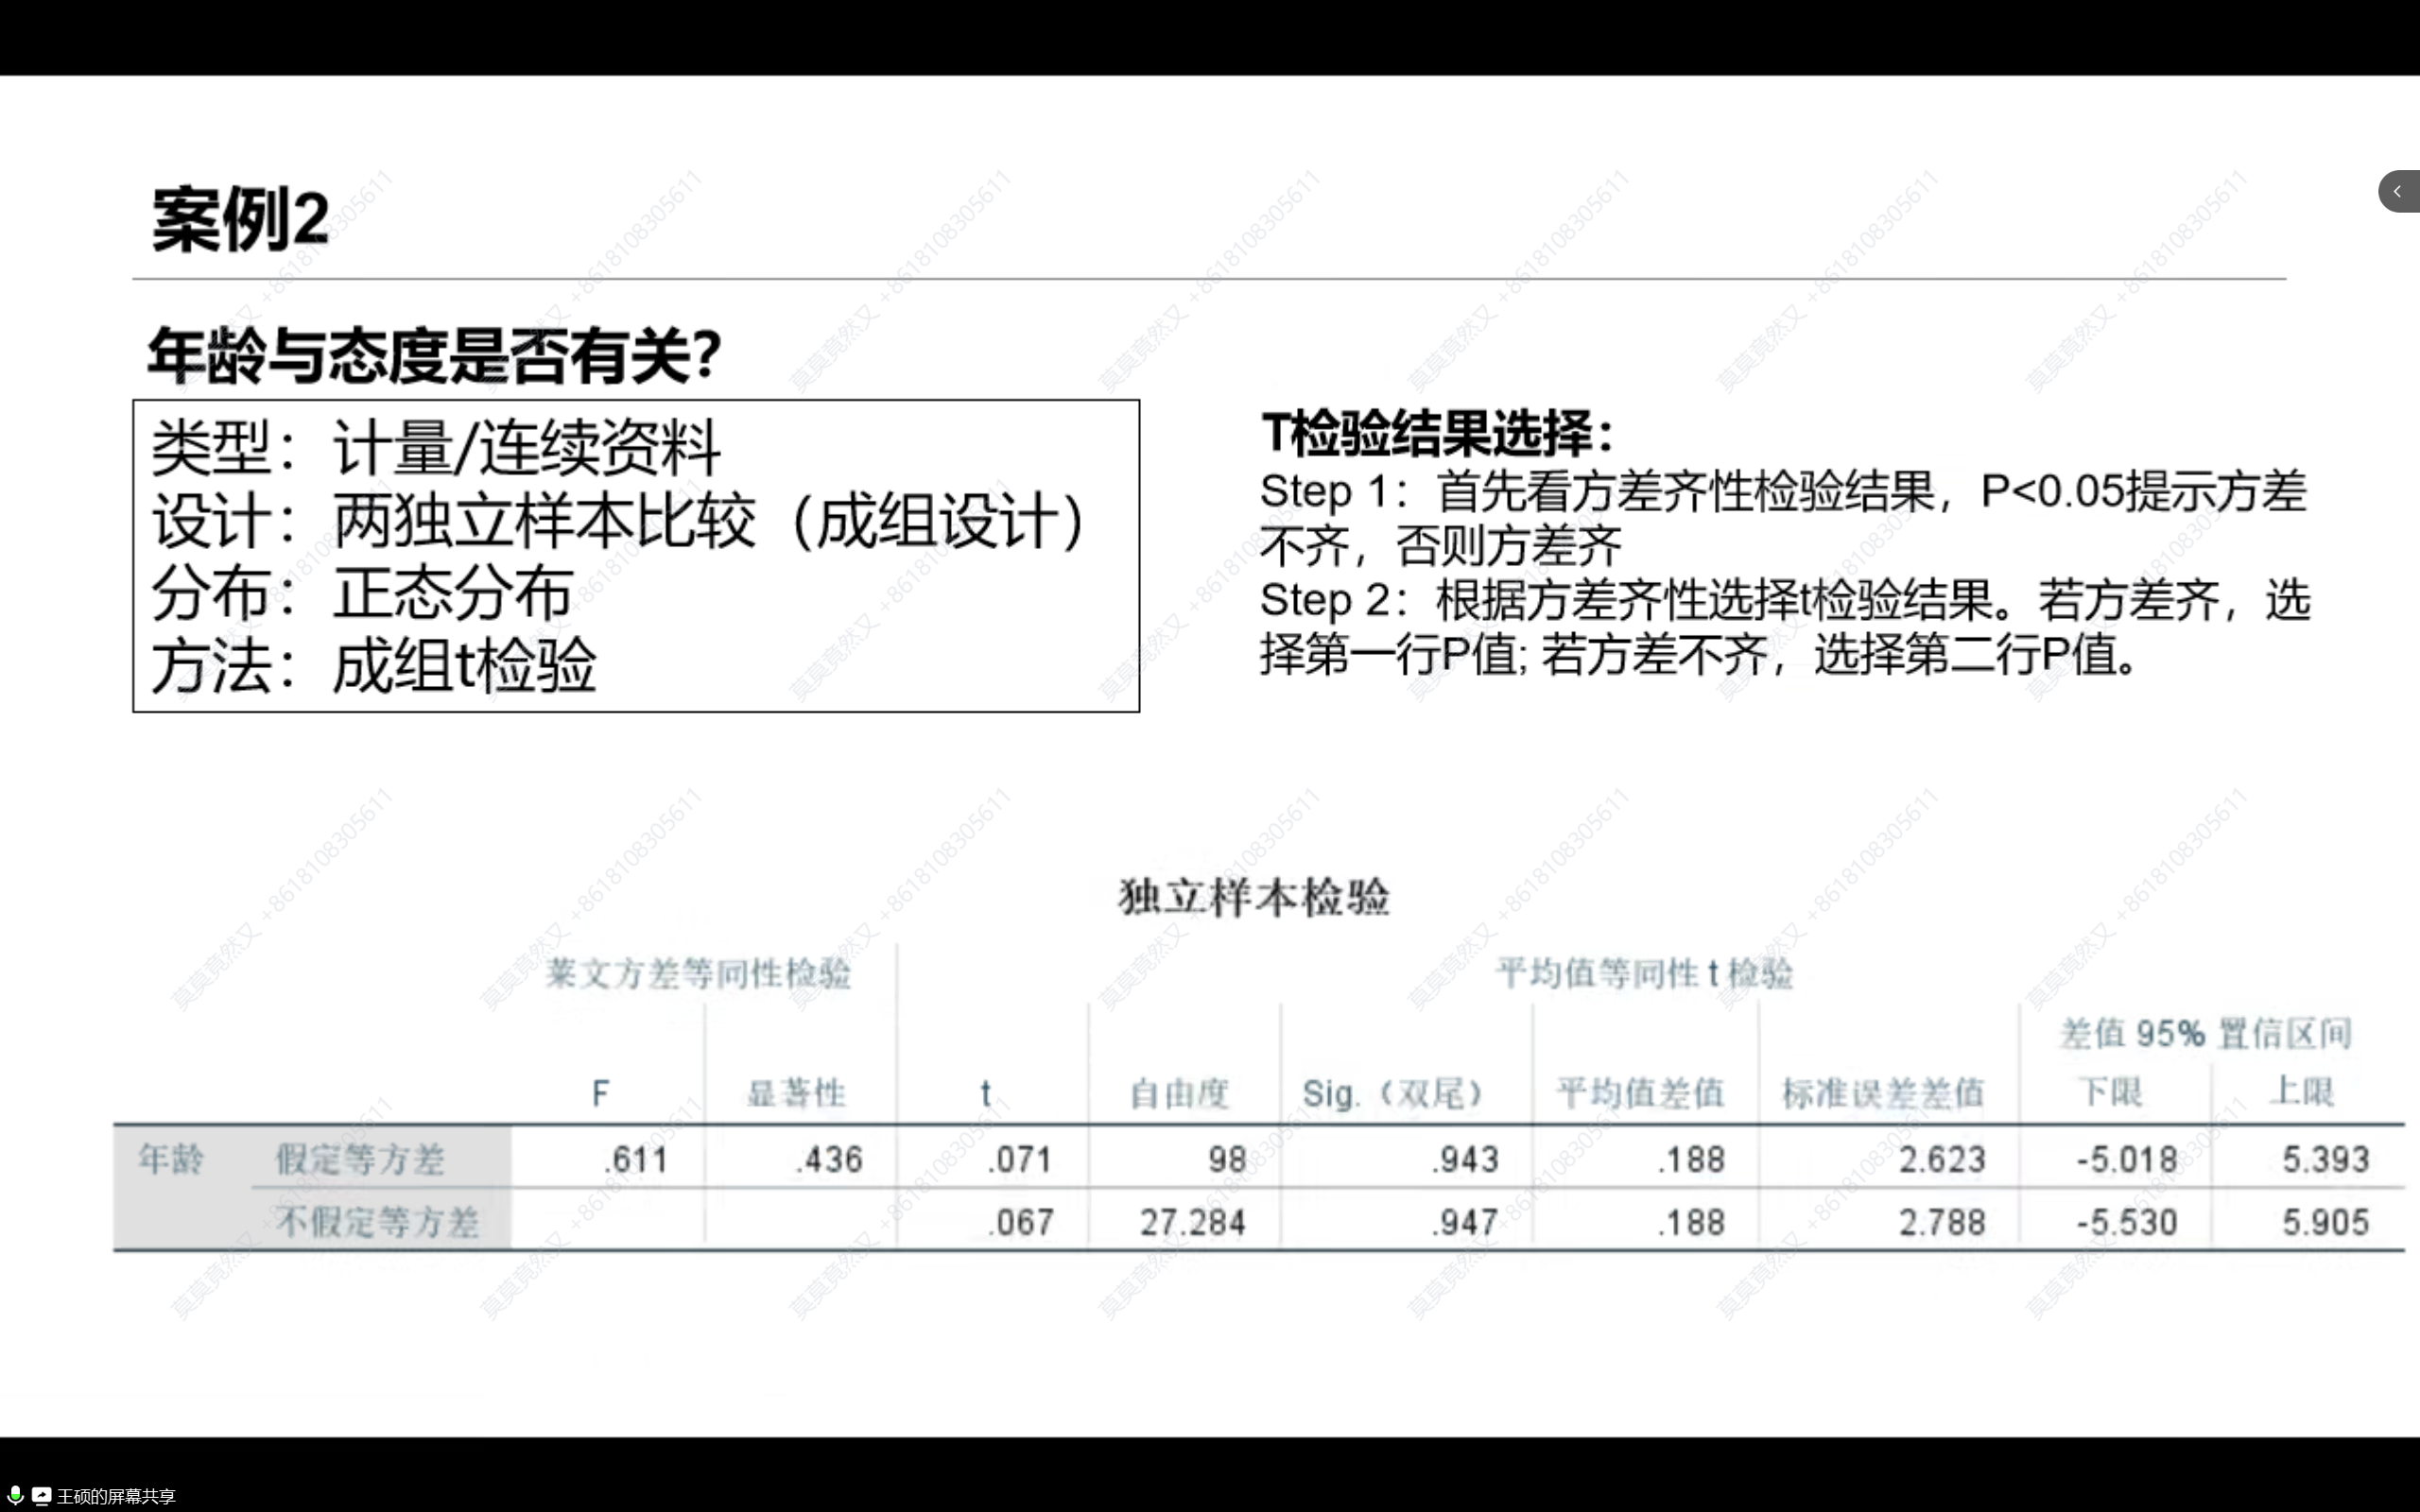 案例2
年龄与态度是否有关？
类型：计量/连续资料
设计：两独立样本比较（成组设计）
分布：正态分布
方法：成组t检验
T检验结果选择：
Step 1：首先看方差齐性检验结果，P<0.05提示方差
不齐，否则方差齐
Step 2：根据方差齐性选择t检验结果。若方差齐，选
择第一行P值; 若方差不齐，选择第二行P值。
独立样本检验
莱文方差等同性检验 平均值等同性 t 检验
差值 95% 置信区间
F 显著性 t 自由度 Sig.（双尾） 平均值差值 标准误差差值 下限 上限
年龄 假定等方差 .611 .436 .071 98 .943 .188 2.623 -5.018 5.393
不假定等方差 .067 27.284 .947 .188 2.788 -5.530 5.905
莫莫竟然又 +8618108305611
王硕的屏幕共享